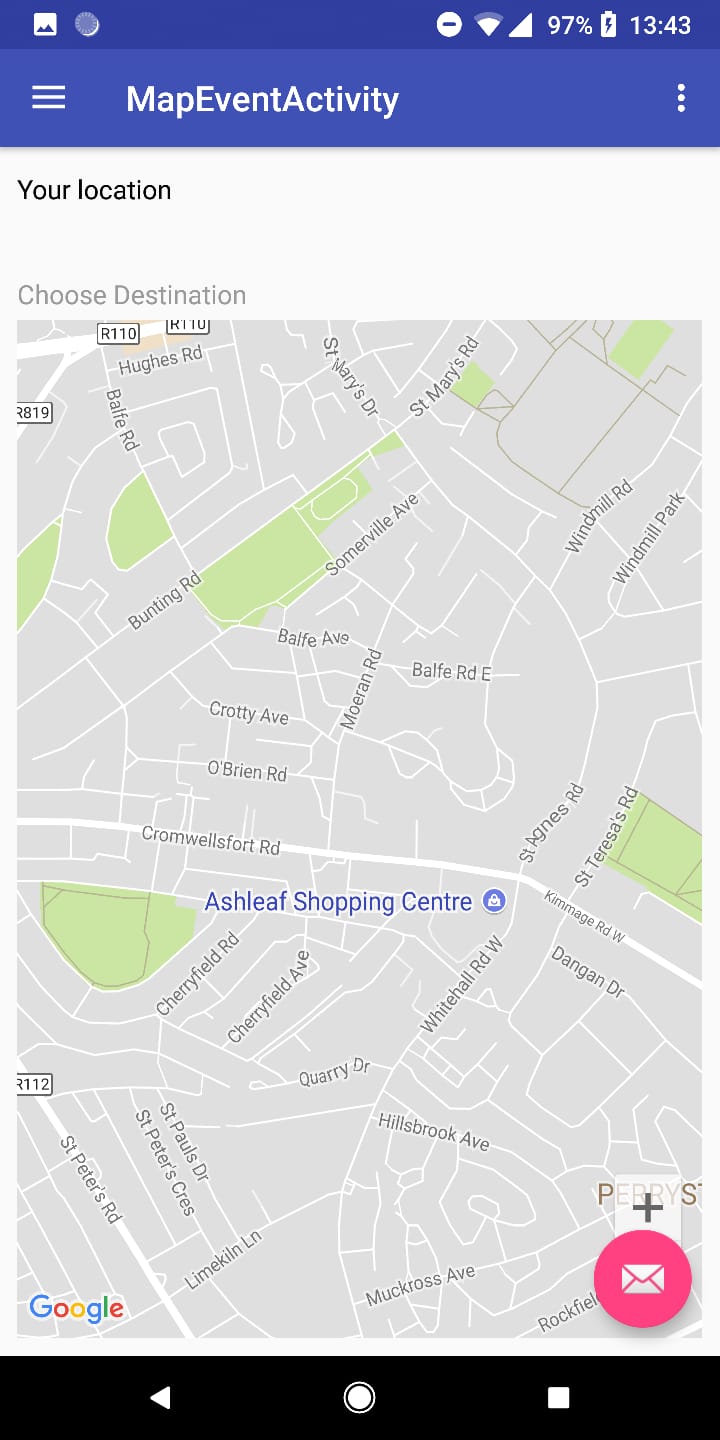 97% 13:43
MapEventActivity
Your location
Choose Destination
R110
R110
Hughes Rd
St Mary's Dr
St Mary's Rd
R819
Balfe Rd
Windmill Rd
Windmill Park
Somerville Ave
Bunting Rd
Balfe Ave
Balfe Rd E
Moeran Rd
Crotty Ave
O'Brien Rd
St Agnes Rd
St Teresa's Rd
Cromwellsfort Rd
Ashleaf Shopping Centre
Kimmage Rd W
Cherryfield Rd
Cherryfield Ave
Whitehall Rd W
Dangan Dr
R112
Quarry Dr
St Pauls Dr
St Peter's Cres
St Peter's Rd
Hillsbrook Ave
PERRYST
Limekiln Ln
Muckross Ave
Rockfiel
Google